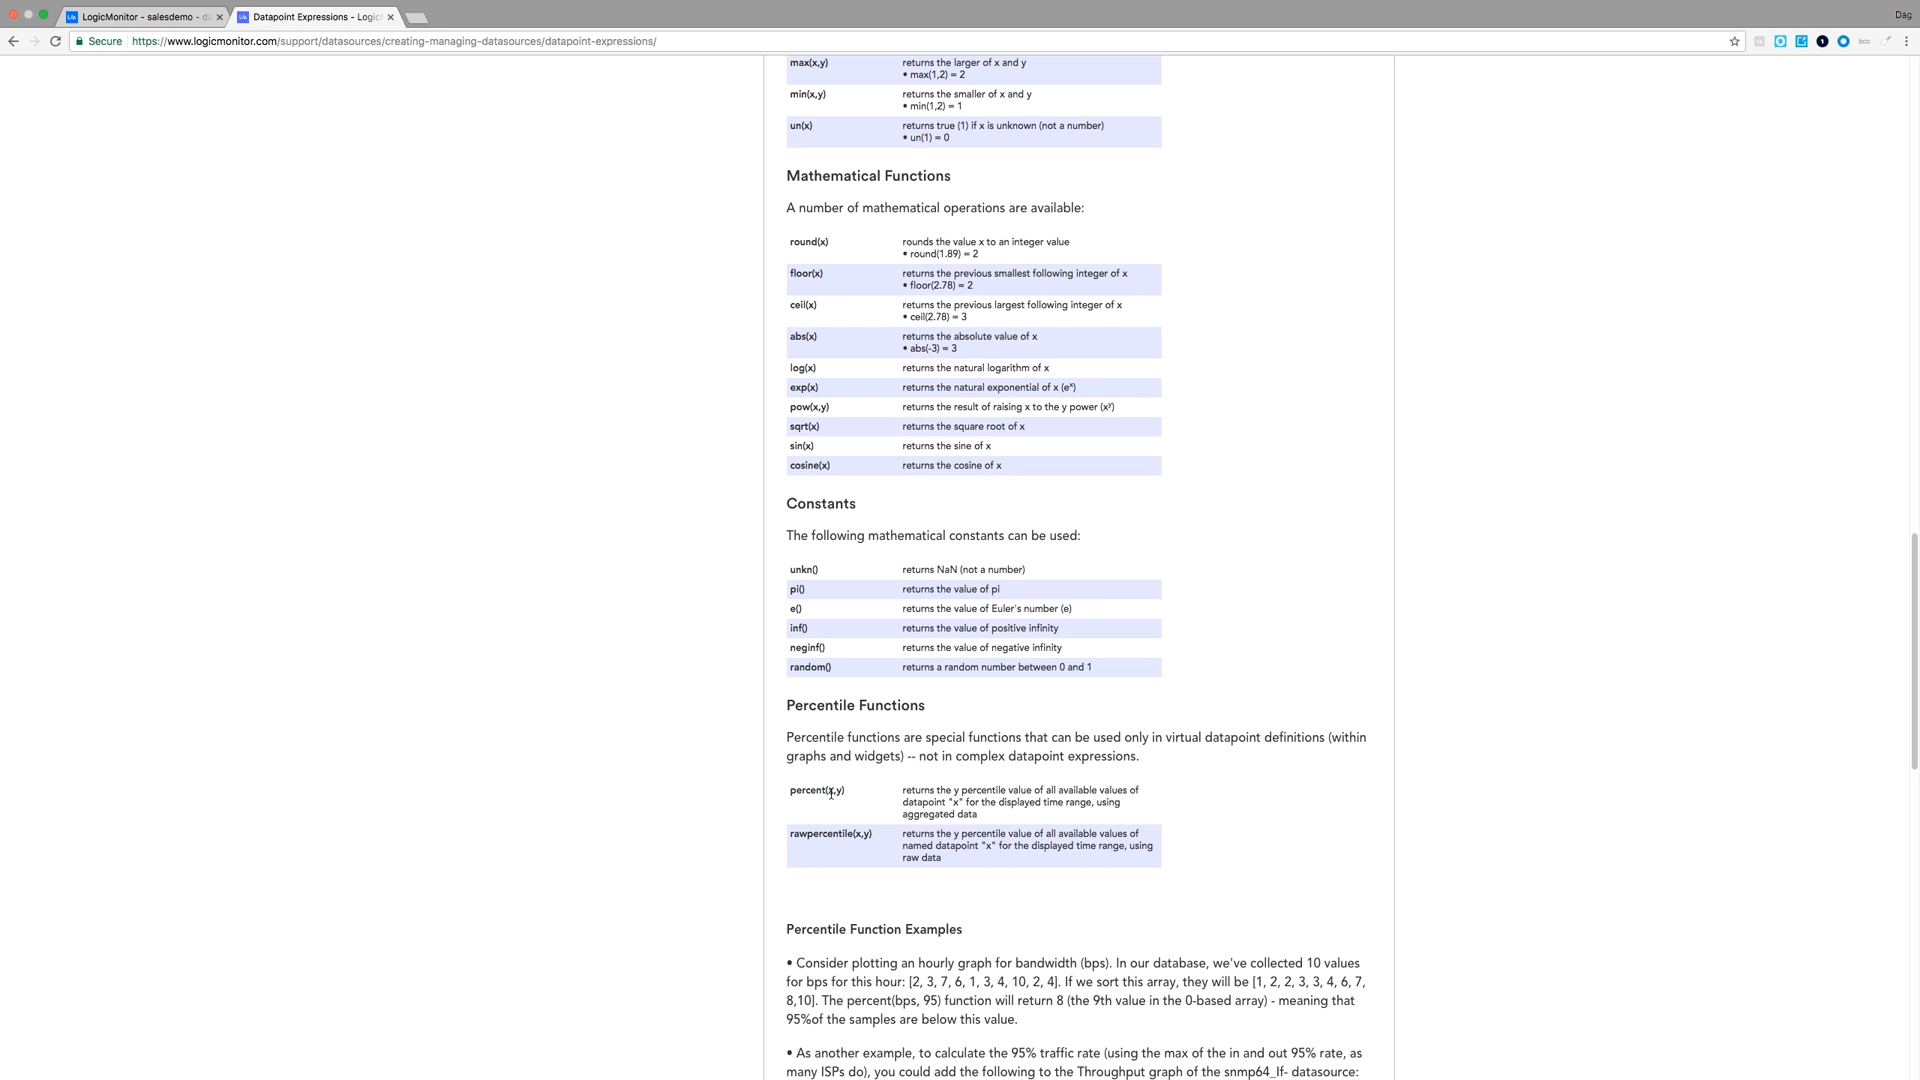 LogicMonitor - salesdemo - da
Datapoint Expressions - Logic
Dag
Secure
https://www.logicmonitor.com/support/datasources/creating-managing-datasources/datapoint-expressions/
max(x,y) returns the larger of x and y
• max(1,2) = 2
min(x,y) returns the smaller of x and y
• min(1,2) = 1
un(x) returns true (1) if x is unknown (not a number)
• un(1) = 0
Mathematical Functions
A number of mathematical operations are available:
round(x) rounds the value x to an integer value
• round(1.89) = 2
floor(x) returns the previous smallest following integer of x
• floor(2.78) = 2
ceil(x) returns the previous largest following integer of x
• ceil(2.78) = 3
abs(x) returns the absolute value of x
• abs(-3) = 3
log(x) returns the natural logarithm of x
exp(x) returns the natural exponential of x (eˣ)
pow(x,y) returns the result of raising x to the y power (xʸ)
sqrt(x) returns the square root of x
sin(x) returns the sine of x
cosine(x) returns the cosine of x
Constants
The following mathematical constants can be used:
unkn() returns NaN (not a number)
pi() returns the value of pi
e() returns the value of Euler's number (e)
inf() returns the value of positive infinity
neginf() returns the value of negative infinity
random() returns a random number between 0 and 1
Percentile Functions
Percentile functions are special functions that can be used only in virtual datapoint definitions (within
graphs and widgets) -- not in complex datapoint expressions.
percent(x,y) returns the y percentile value of all available values of
datapoint "x" for the displayed time range, using
aggregated data
rawpercentile(x,y) returns the y percentile value of all available values of
named datapoint "x" for the displayed time range, using
raw data
Percentile Function Examples
• Consider plotting an hourly graph for bandwidth (bps). In our database, we've collected 10 values
for bps for this hour: [2, 3, 7, 6, 1, 3, 4, 10, 2, 4]. If we sort this array, they will be [1, 2, 2, 3, 3, 4, 6, 7,
8,10]. The percent(bps, 95) function will return 8 (the 9th value in the 0-based array) - meaning that
95%of the samples are below this value.
• As another example, to calculate the 95% traffic rate (using the max of the in and out 95% rate, as
many ISPs do), you could add the following to the Throughput graph of the snmp64_If- datasource: